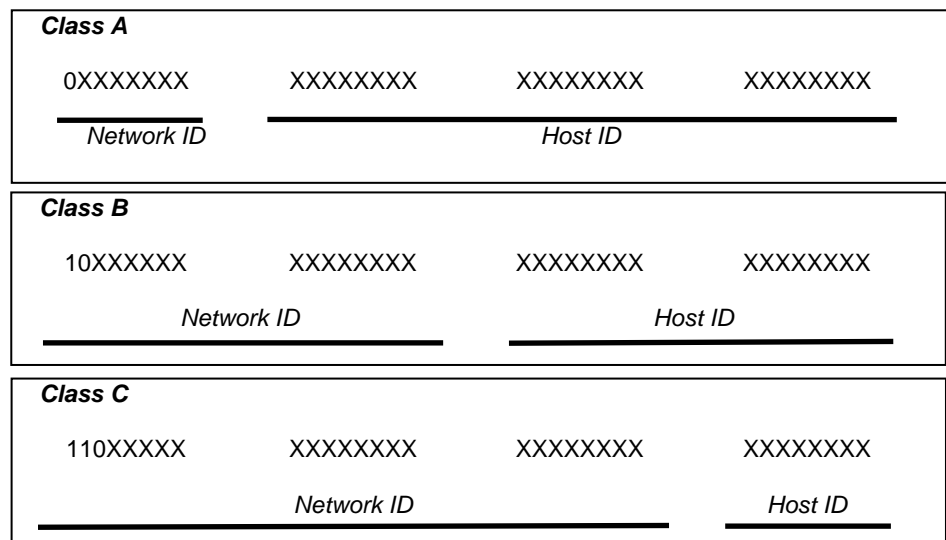 Class A
0XXXXXXX XXXXXXXX XXXXXXXX XXXXXXXX
Network ID Host ID
Class B
10XXXXXX XXXXXXXX XXXXXXXX XXXXXXXX
Network ID Host ID
Class C
110XXXXX XXXXXXXX XXXXXXXX XXXXXXXX
Network ID Host ID